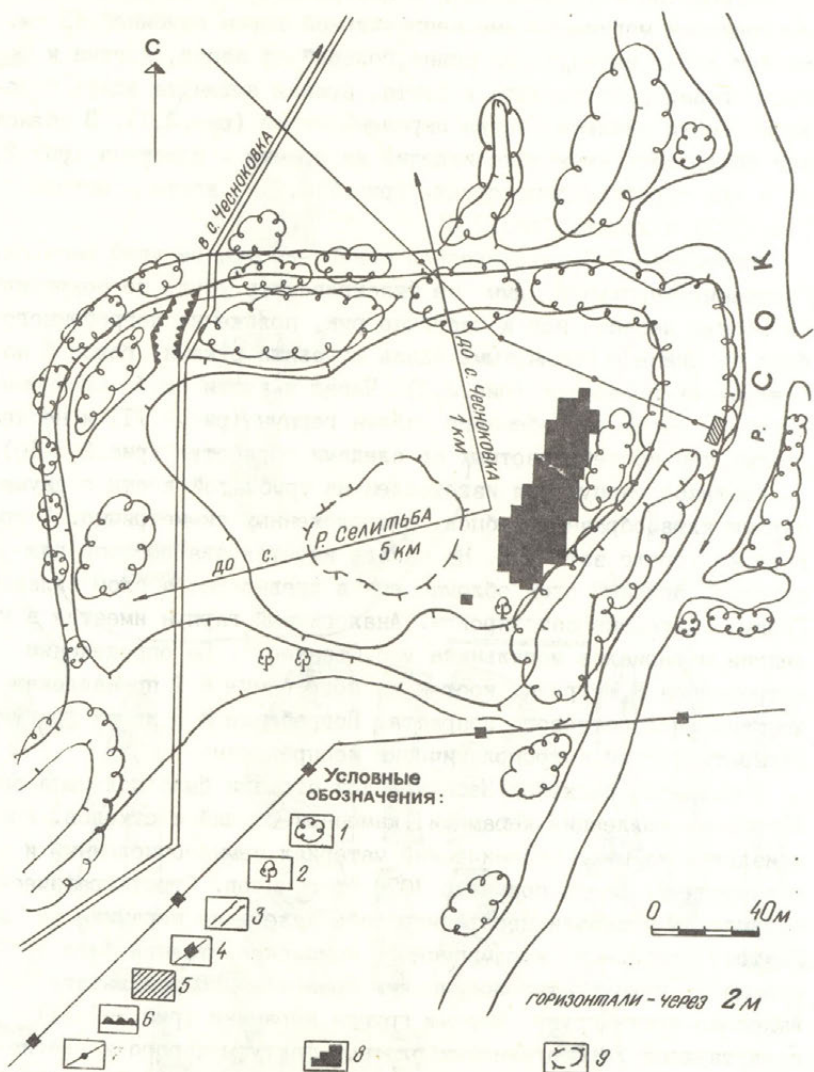 С
в с. Чесноковка
до с. Чесноковка
1 км
р. Сок
до с.
р. Селитьба
5 км
Условные
обозначения:
1
2
3
4
5
6
7
8
9
0 40м
горизонтали - через 2 м